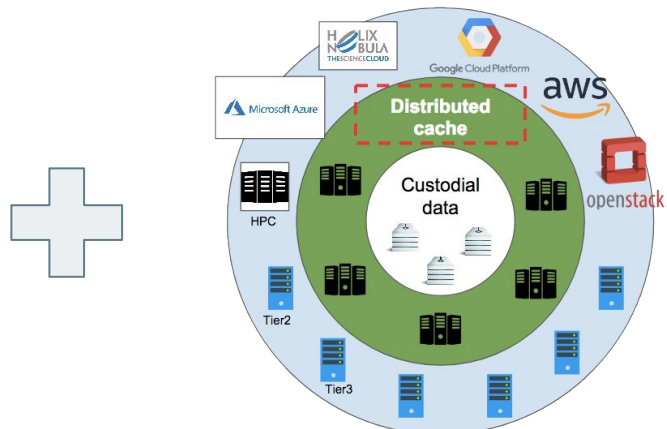 HELIX
NEBULA
THESCIENCECLOUD
Google Cloud Platform
Microsoft Azure
aws
Distributed
cache
openstack
Custodial
data
HPC
Tier2
Tier3